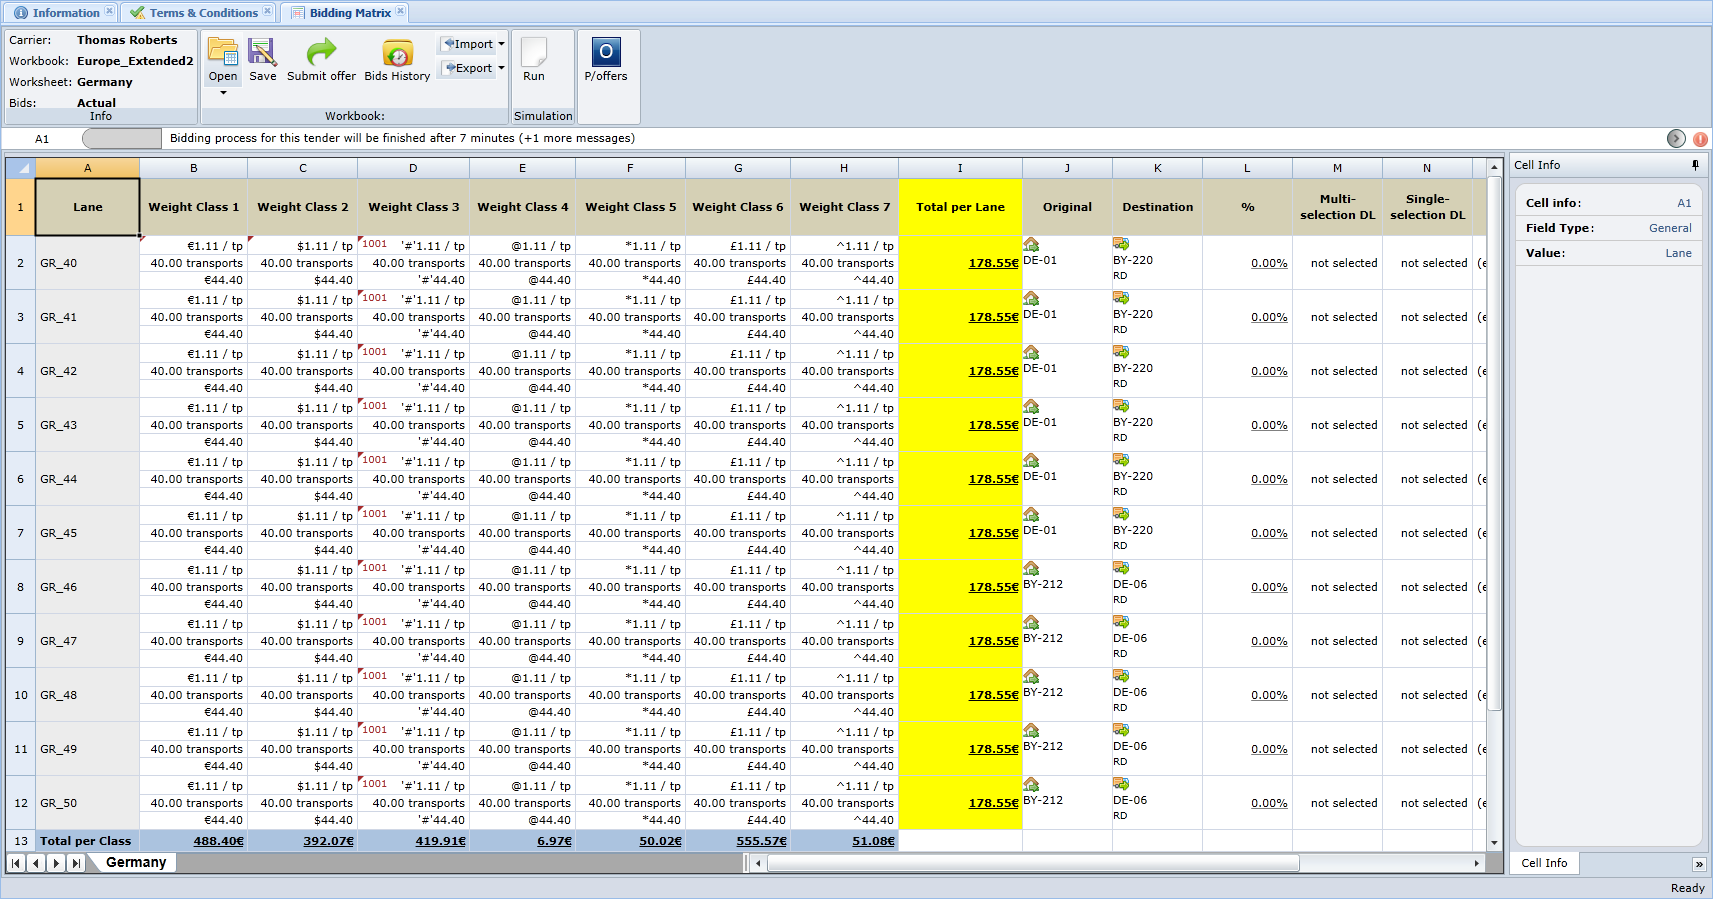 Information
Terms & Conditions
Bidding Matrix
Carrier: Thomas Roberts
Workbook: Europe_Extended2
Worksheet: Germany
Bids: Actual
Info
Open
Save
Submit offer
Bids History
Import
Export
Workbook:
Run
Simulation
O
P/offers
A1
Bidding process for this tender will be finished after 7 minutes (+1 more messages)
A B C D E F G H I J K L M N
1 Lane Weight Class 1 Weight Class 2 Weight Class 3 Weight Class 4 Weight Class 5 Weight Class 6 Weight Class 7 Total per Lane Original Destination % Multi-selection DL Single-selection DL
€1.11 / tp $1.11 / tp 1001 '#'1.11 / tp @1.11 / tp *1.11 / tp £1.11 / tp ^1.11 / tp
2 GR_40 40.00 transports 40.00 transports 40.00 transports 40.00 transports 40.00 transports 40.00 transports 40.00 transports 178.55€ DE-01 BY-220 RD 0.00% not selected not selected (e
€44.40 $44.40 '#'44.40 @44.40 *44.40 £44.40 ^44.40
€1.11 / tp $1.11 / tp 1001 '#'1.11 / tp @1.11 / tp *1.11 / tp £1.11 / tp ^1.11 / tp
3 GR_41 40.00 transports 40.00 transports 40.00 transports 40.00 transports 40.00 transports 40.00 transports 40.00 transports 178.55€ DE-01 BY-220 RD 0.00% not selected not selected (e
€44.40 $44.40 '#'44.40 @44.40 *44.40 £44.40 ^44.40
€1.11 / tp $1.11 / tp 1001 '#'1.11 / tp @1.11 / tp *1.11 / tp £1.11 / tp ^1.11 / tp
4 GR_42 40.00 transports 40.00 transports 40.00 transports 40.00 transports 40.00 transports 40.00 transports 40.00 transports 178.55€ DE-01 BY-220 RD 0.00% not selected not selected (e
€44.40 $44.40 '#'44.40 @44.40 *44.40 £44.40 ^44.40
€1.11 / tp $1.11 / tp 1001 '#'1.11 / tp @1.11 / tp *1.11 / tp £1.11 / tp ^1.11 / tp
5 GR_43 40.00 transports 40.00 transports 40.00 transports 40.00 transports 40.00 transports 40.00 transports 40.00 transports 178.55€ DE-01 BY-220 RD 0.00% not selected not selected (e
€44.40 $44.40 '#'44.40 @44.40 *44.40 £44.40 ^44.40
€1.11 / tp $1.11 / tp 1001 '#'1.11 / tp @1.11 / tp *1.11 / tp £1.11 / tp ^1.11 / tp
6 GR_44 40.00 transports 40.00 transports 40.00 transports 40.00 transports 40.00 transports 40.00 transports 40.00 transports 178.55€ DE-01 BY-220 RD 0.00% not selected not selected (e
€44.40 $44.40 '#'44.40 @44.40 *44.40 £44.40 ^44.40
€1.11 / tp $1.11 / tp 1001 '#'1.11 / tp @1.11 / tp *1.11 / tp £1.11 / tp ^1.11 / tp
7 GR_45 40.00 transports 40.00 transports 40.00 transports 40.00 transports 40.00 transports 40.00 transports 40.00 transports 178.55€ DE-01 BY-220 RD 0.00% not selected not selected (e
€44.40 $44.40 '#'44.40 @44.40 *44.40 £44.40 ^44.40
€1.11 / tp $1.11 / tp 1001 '#'1.11 / tp @1.11 / tp *1.11 / tp £1.11 / tp ^1.11 / tp
8 GR_46 40.00 transports 40.00 transports 40.00 transports 40.00 transports 40.00 transports 40.00 transports 40.00 transports 178.55€ BY-212 DE-06 RD 0.00% not selected not selected (e
€44.40 $44.40 '#'44.40 @44.40 *44.40 £44.40 ^44.40
€1.11 / tp $1.11 / tp 1001 '#'1.11 / tp @1.11 / tp *1.11 / tp £1.11 / tp ^1.11 / tp
9 GR_47 40.00 transports 40.00 transports 40.00 transports 40.00 transports 40.00 transports 40.00 transports 40.00 transports 178.55€ BY-212 DE-06 RD 0.00% not selected not selected (e
€44.40 $44.40 '#'44.40 @44.40 *44.40 £44.40 ^44.40
€1.11 / tp $1.11 / tp 1001 '#'1.11 / tp @1.11 / tp *1.11 / tp £1.11 / tp ^1.11 / tp
10 GR_48 40.00 transports 40.00 transports 40.00 transports 40.00 transports 40.00 transports 40.00 transports 40.00 transports 178.55€ BY-212 DE-06 RD 0.00% not selected not selected (e
€44.40 $44.40 '#'44.40 @44.40 *44.40 £44.40 ^44.40
€1.11 / tp $1.11 / tp 1001 '#'1.11 / tp @1.11 / tp *1.11 / tp £1.11 / tp ^1.11 / tp
11 GR_49 40.00 transports 40.00 transports 40.00 transports 40.00 transports 40.00 transports 40.00 transports 40.00 transports 178.55€ BY-212 DE-06 RD 0.00% not selected not selected (e
€44.40 $44.40 '#'44.40 @44.40 *44.40 £44.40 ^44.40
€1.11 / tp $1.11 / tp 1001 '#'1.11 / tp @1.11 / tp *1.11 / tp £1.11 / tp ^1.11 / tp
12 GR_50 40.00 transports 40.00 transports 40.00 transports 40.00 transports 40.00 transports 40.00 transports 40.00 transports 178.55€ BY-212 DE-06 RD 0.00% not selected not selected (e
€44.40 $44.40 '#'44.40 @44.40 *44.40 £44.40 ^44.40
13 Total per Class 488.40€ 392.07€ 419.91€ 6.97€ 50.02€ 555.57€ 51.08€
Germany
Cell Info
Cell info: A1
Field Type: General
Value: Lane
Cell Info
Ready